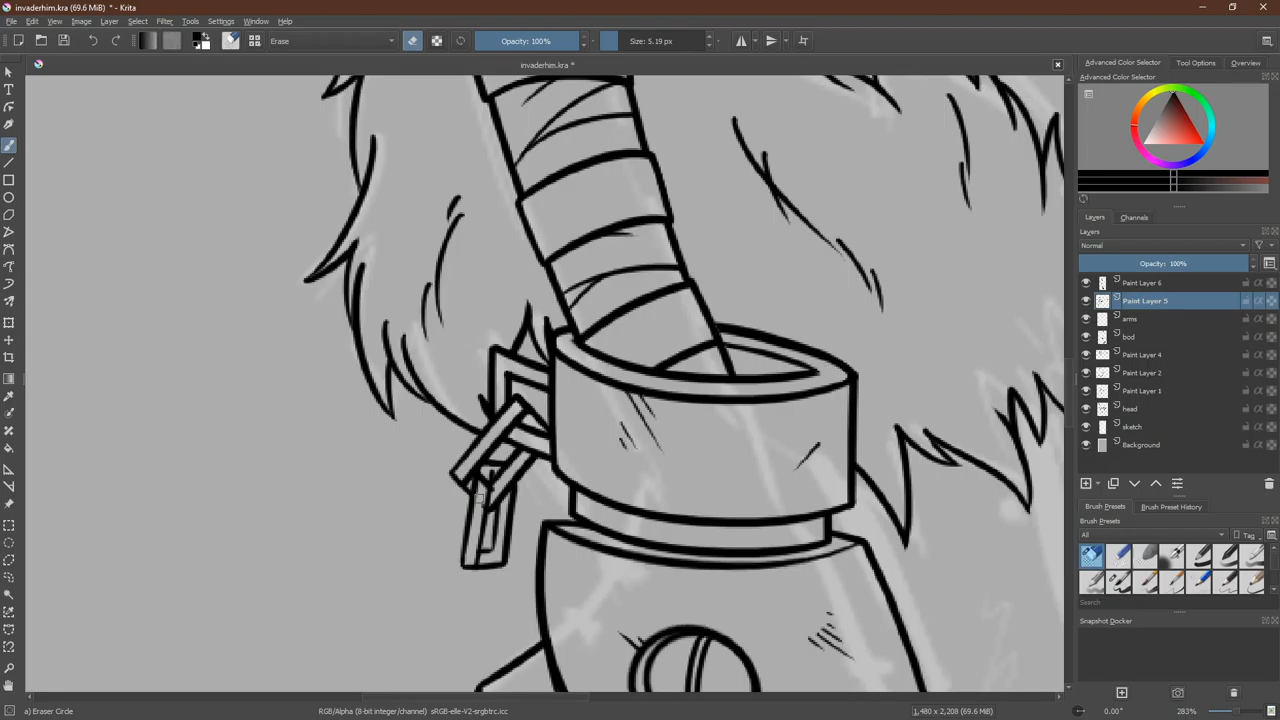 invaderhim.kra (69.6 MiB) * - Krita
File Edit View Image Layer Select Filter Tools Settings Window Help
Erase Opacity: 100% Size: 5.19 px
invaderhim.kra *
Advanced Color Selector Tool Options Overview
Advanced Color Selector
Layers Channels
Layers
Normal
Opacity: 100%
Paint Layer 6
Paint Layer 5
arms
bod
Paint Layer 4
Paint Layer 2
Paint Layer 1
head
sketch
Background
Brush Presets Brush Preset History
Brush Presets
All Tag
Search
Snapshot Docker
a) Eraser Circle RGB/Alpha (8-bit integer/channel) sRGB-elle-V2-srgbtrc.icc 1,480 x 2,208 (69.6 MiB) 0.00° 283%